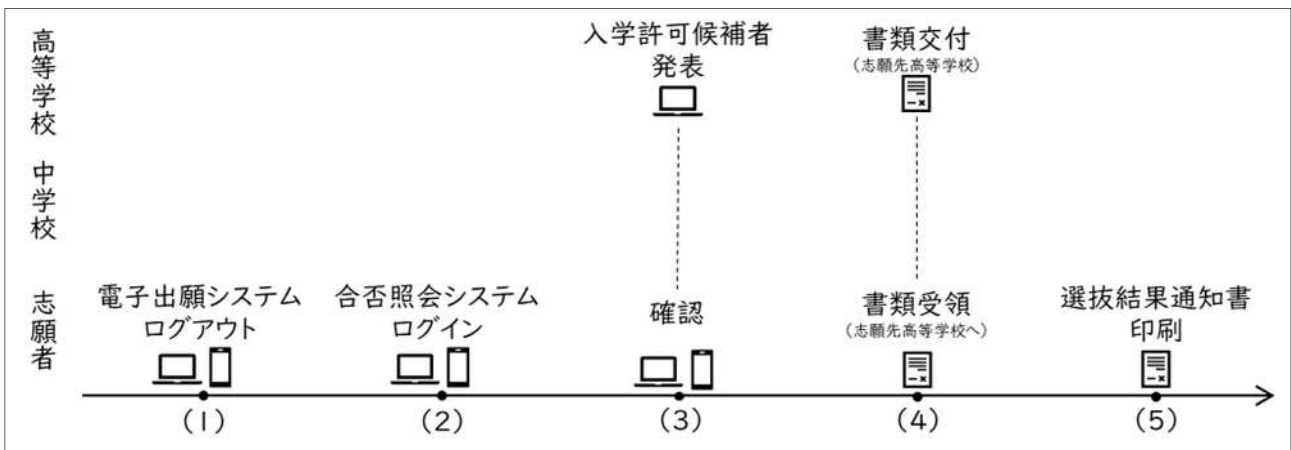 高等学校
入学許可候補者
発表
書類交付
(志願先高等学校)
中学校
志願者
電子出願システム
ログアウト
合否照会システム
ログイン
確認
書類受領
(志願先高等学校へ)
選抜結果通知書
印刷
(1)
(2)
(3)
(4)
(5)